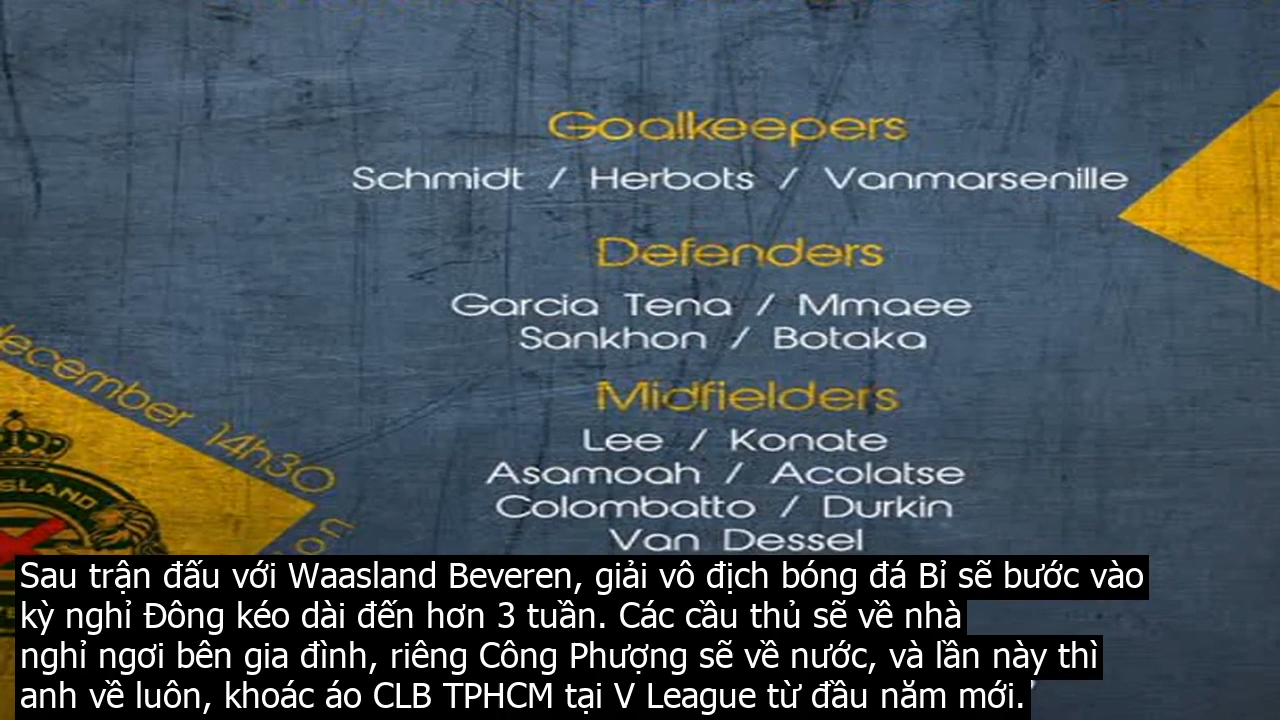 Goalkeepers
Schmidt / Herbots / Vanmarsenille
Defenders
Garcia Tena / Mmaee
Sankhon / Botaka
Midfielders
Lee / Konate
Asamoah / Acolatse
Colombatto / Durkin
Van Dessel
december 14h30
on
SLAND
Sau trận đấu với Waasland Beveren, giải vô địch bóng đá Bỉ sẽ bước vào
kỳ nghỉ Đông kéo dài đến hơn 3 tuần. Các cầu thủ sẽ về nhà
nghỉ ngơi bên gia đình, riêng Công Phượng sẽ về nước, và lần này thì
anh về luôn, khoác áo CLB TPHCM tại V League từ đầu năm mới.